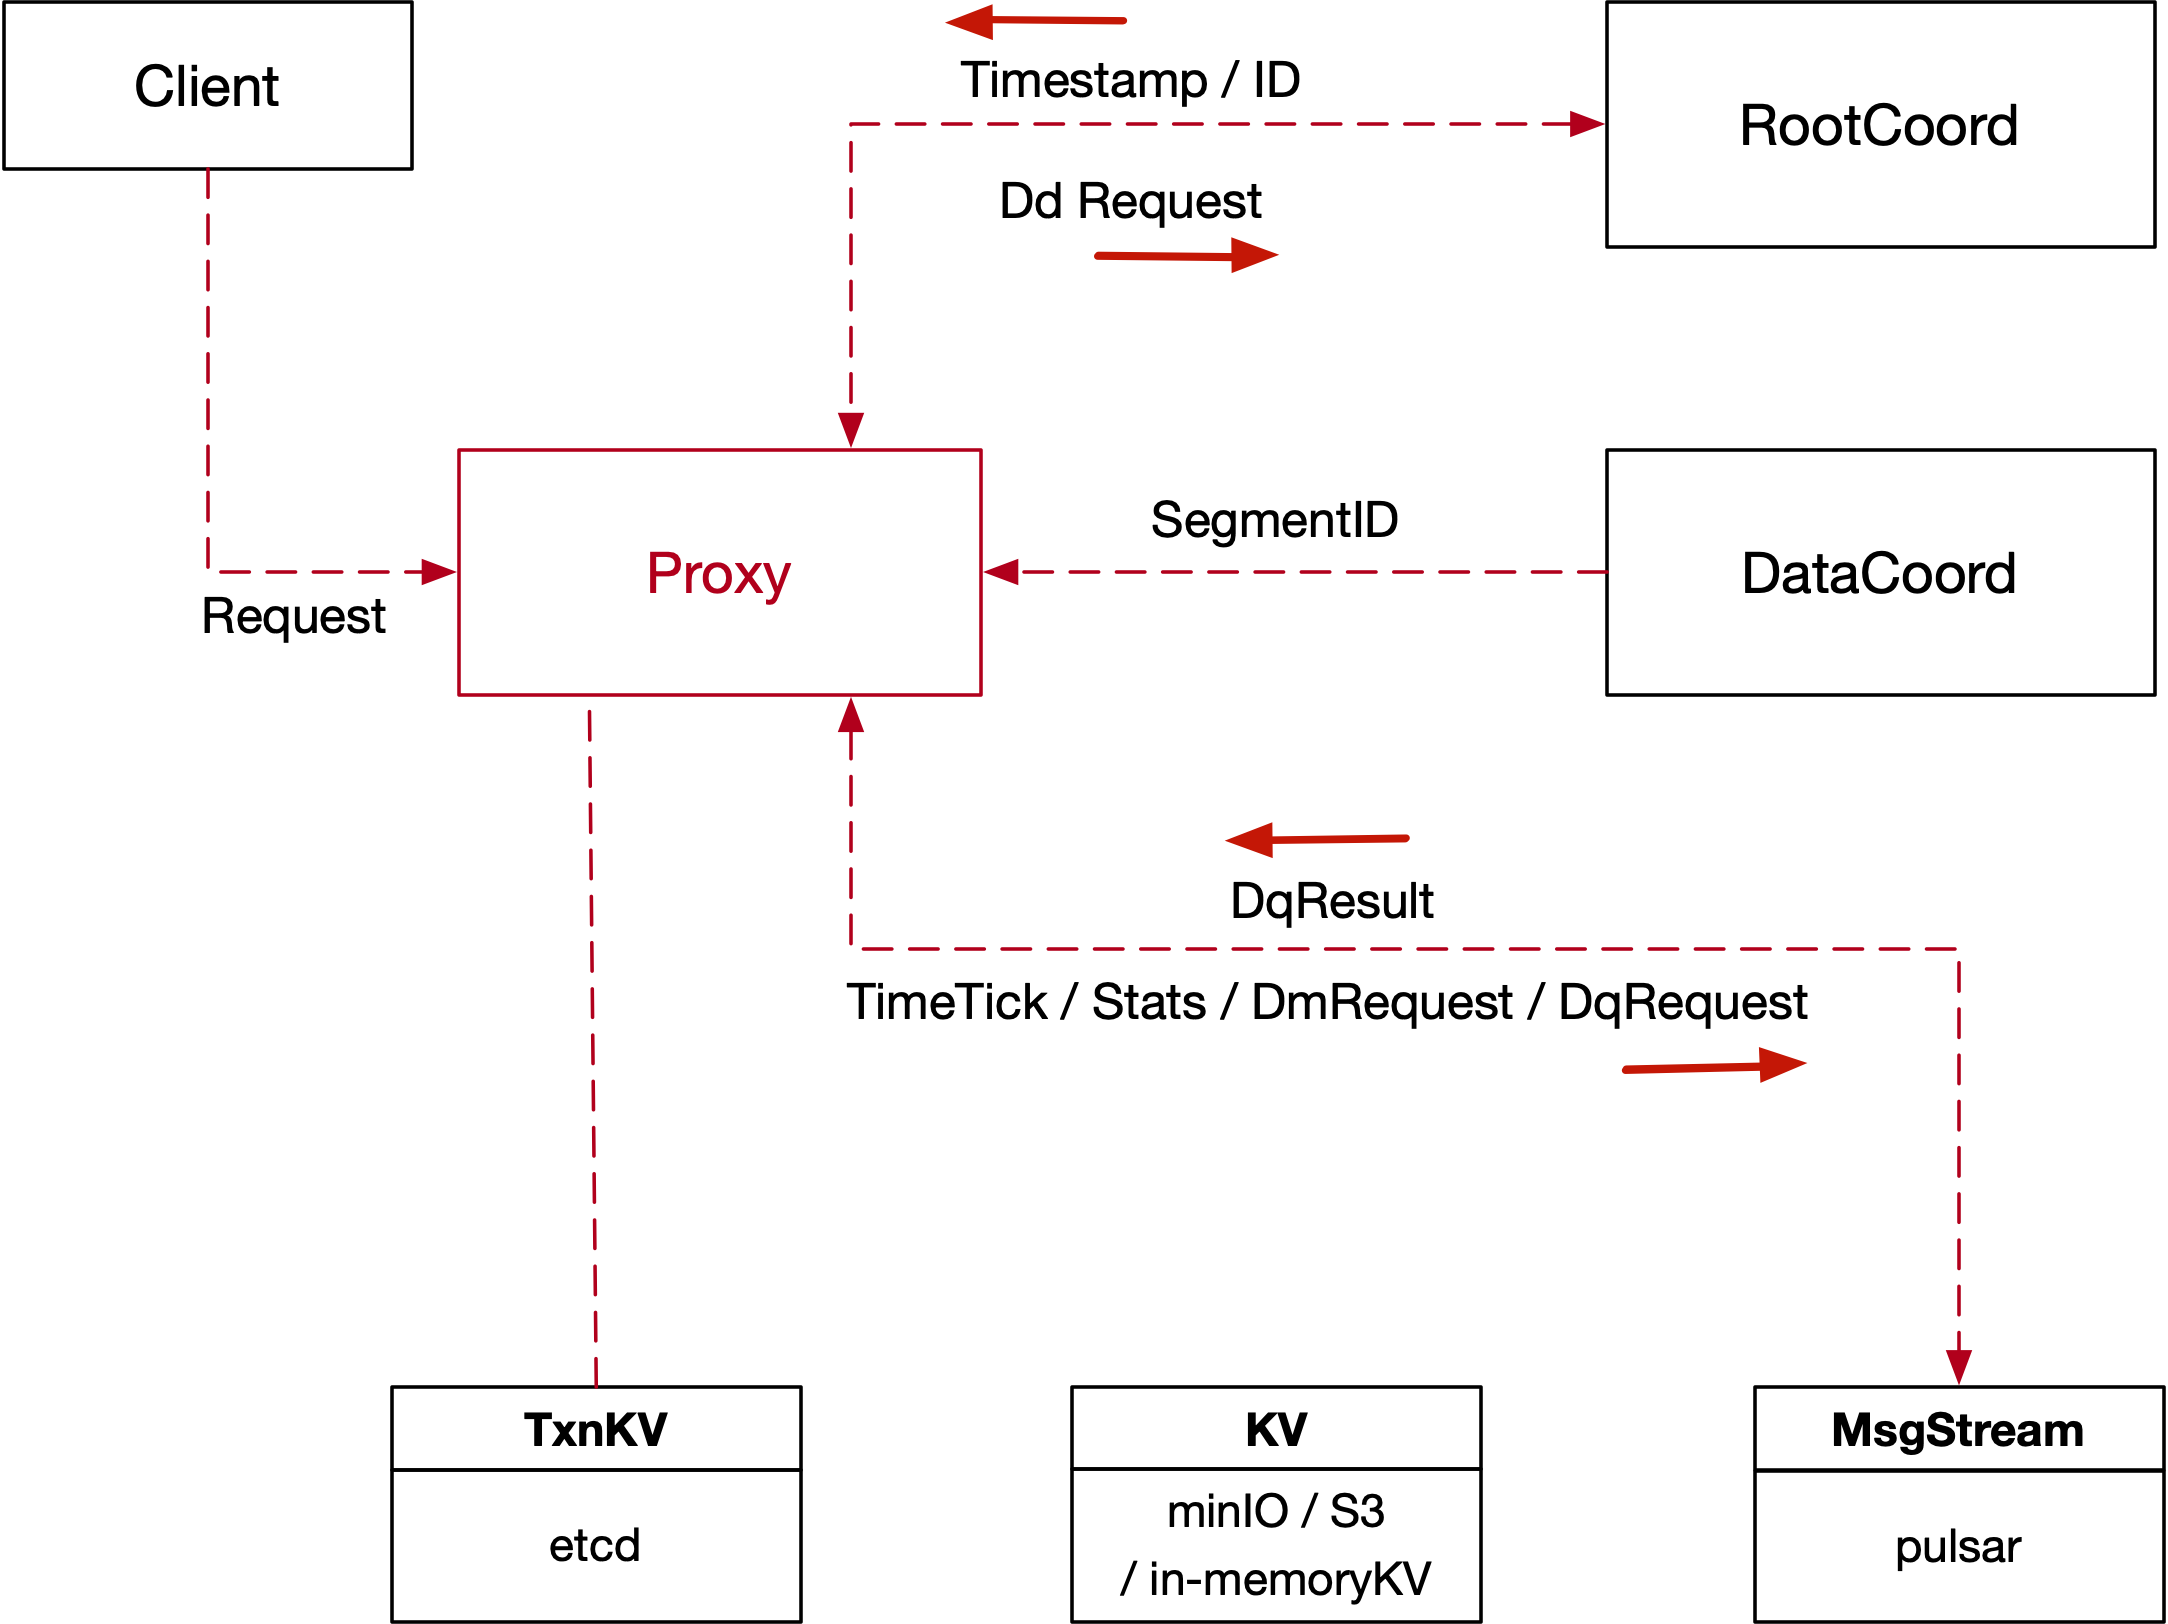 Client
Timestamp / ID
RootCoord
Dd Request
SegmentID
Proxy
DataCoord
Request
DqResult
TimeTick / Stats / DmRequest / DqRequest
TxnKV
etcd
KV
minIO / S3
/ in-memoryKV
MsgStream
pulsar